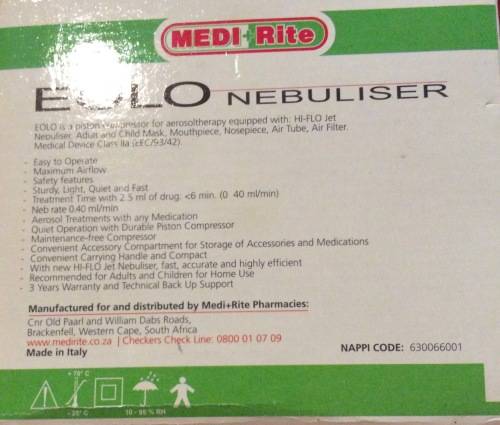 MEDI+Rite
EOLO NEBULISER
EOLO is a piston compressor for aerosoltherapy equipped with: HI-FLO Jet
Nebuliser, Adult and Child Mask, Mouthpiece, Nosepiece, Air Tube, Air Filter.
Medical Device Class IIa (EEC/93/42).
- Easy to Operate
- Maximum Airflow
- Safety features
- Sturdy, Light, Quiet and Fast
- Treatment Time with 2.5 ml of drug: <6 min. (0 40 ml/min)
- Neb rate 0.40 ml/min
- Aerosol Treatments with any Medication
- Quiet Operation with Durable Piston Compressor
- Maintenance-free Compressor
- Convenient Accessory Compartment for Storage of Accessories and Medications
- Convenient Carrying Handle and Compact
- With new HI-FLO Jet Nebuliser, fast, accurate and highly efficient
- Recommended for Adults and Children for Home Use
- 3 Years Warranty and Technical Back Up Support
Manufactured for and distributed by Medi+Rite Pharmacies:
Cnr Old Paarl and William Dabs Roads,
Brackenfell, Western Cape, South Africa
www.medirite.co.za | Checkers Check Line: 0800 01 07 09
Made in Italy
NAPPI CODE: 630066001
+ 70° C
- 25° C
10 - 95 % RH